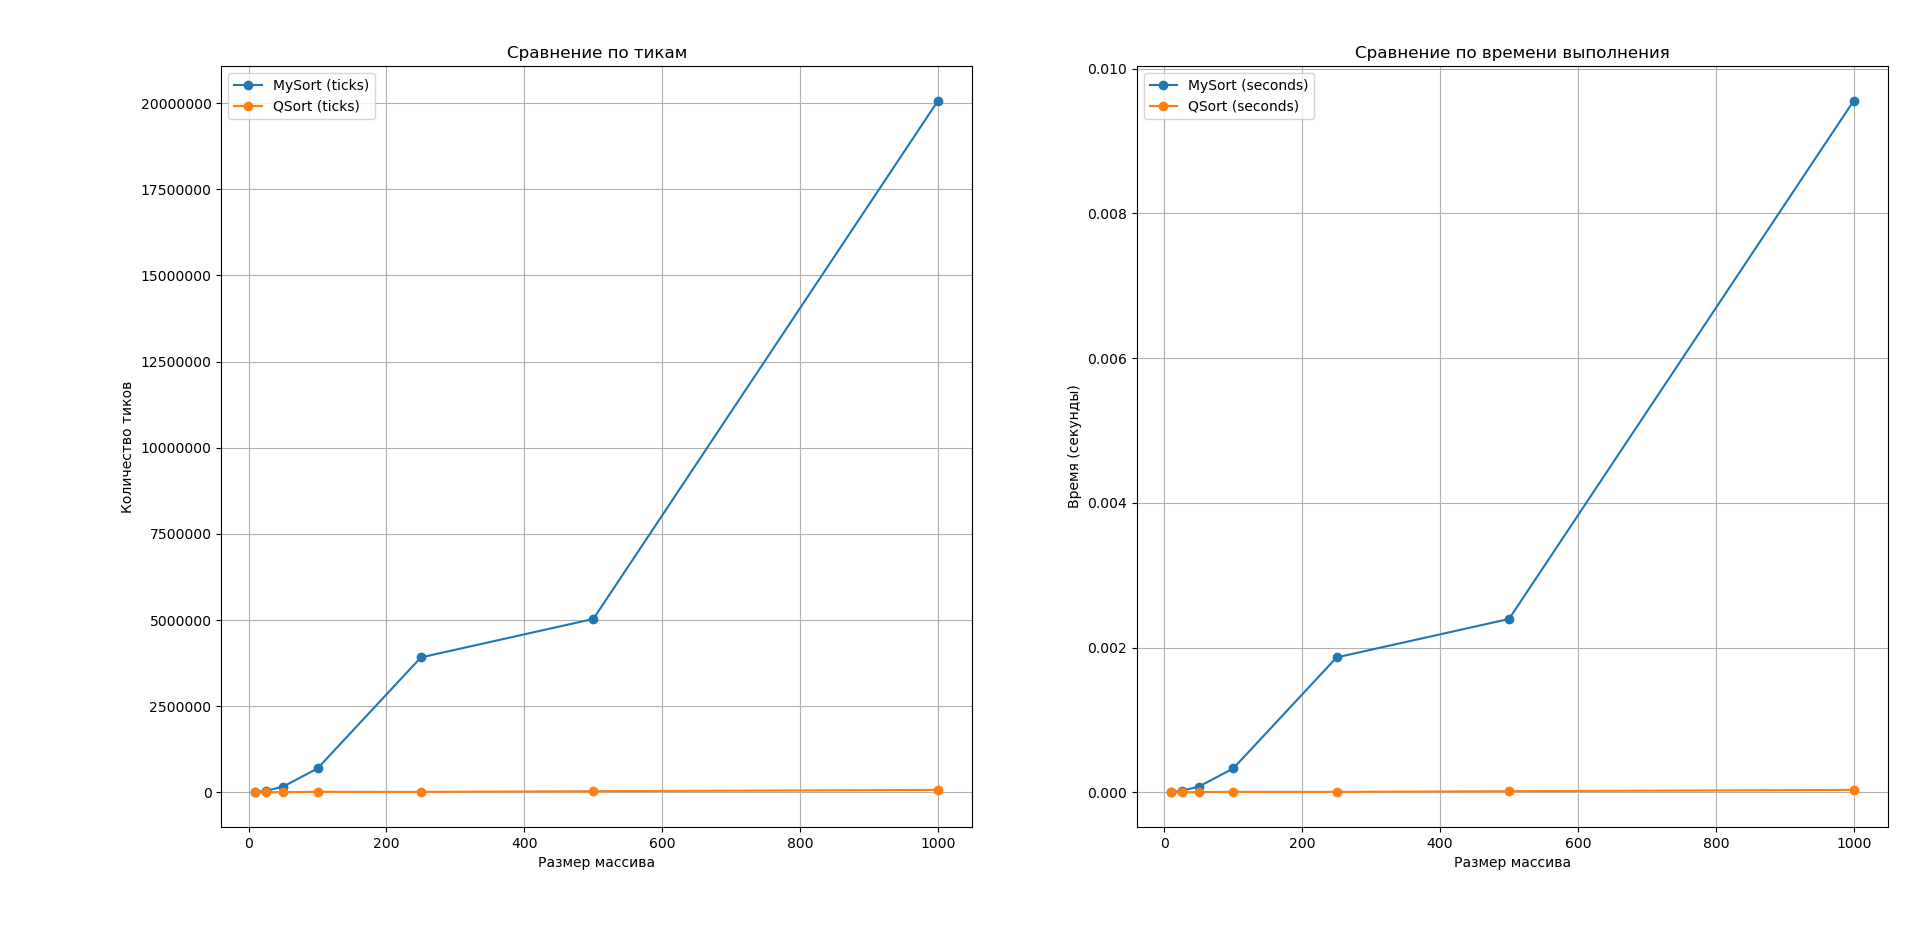 Сравнение по тикам
MySort (ticks)
QSort (ticks)
20000000
17500000
15000000
12500000
10000000
7500000
5000000
2500000
0
Количество тиков
0 200 400 600 800 1000
Размер массива
Сравнение по времени выполнения
MySort (seconds)
QSort (seconds)
0.010
0.008
0.006
0.004
0.002
0.000
Время (секунды)
0 200 400 600 800 1000
Размер массива